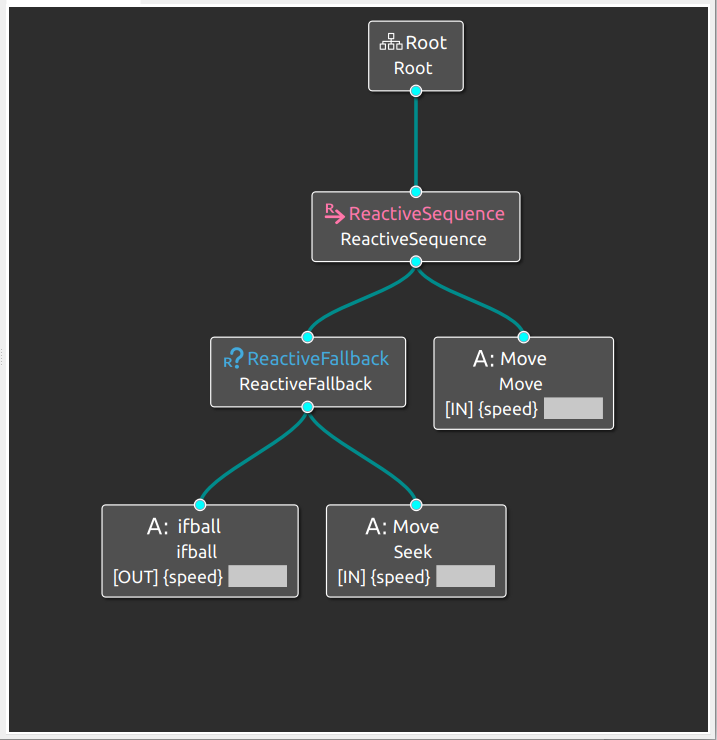 Root
Root
R ReactiveSequence
ReactiveSequence
R? ReactiveFallback
ReactiveFallback
A: Move
Move
[IN] {speed}
A: ifball
ifball
[OUT] {speed}
A: Move
Seek
[IN] {speed}